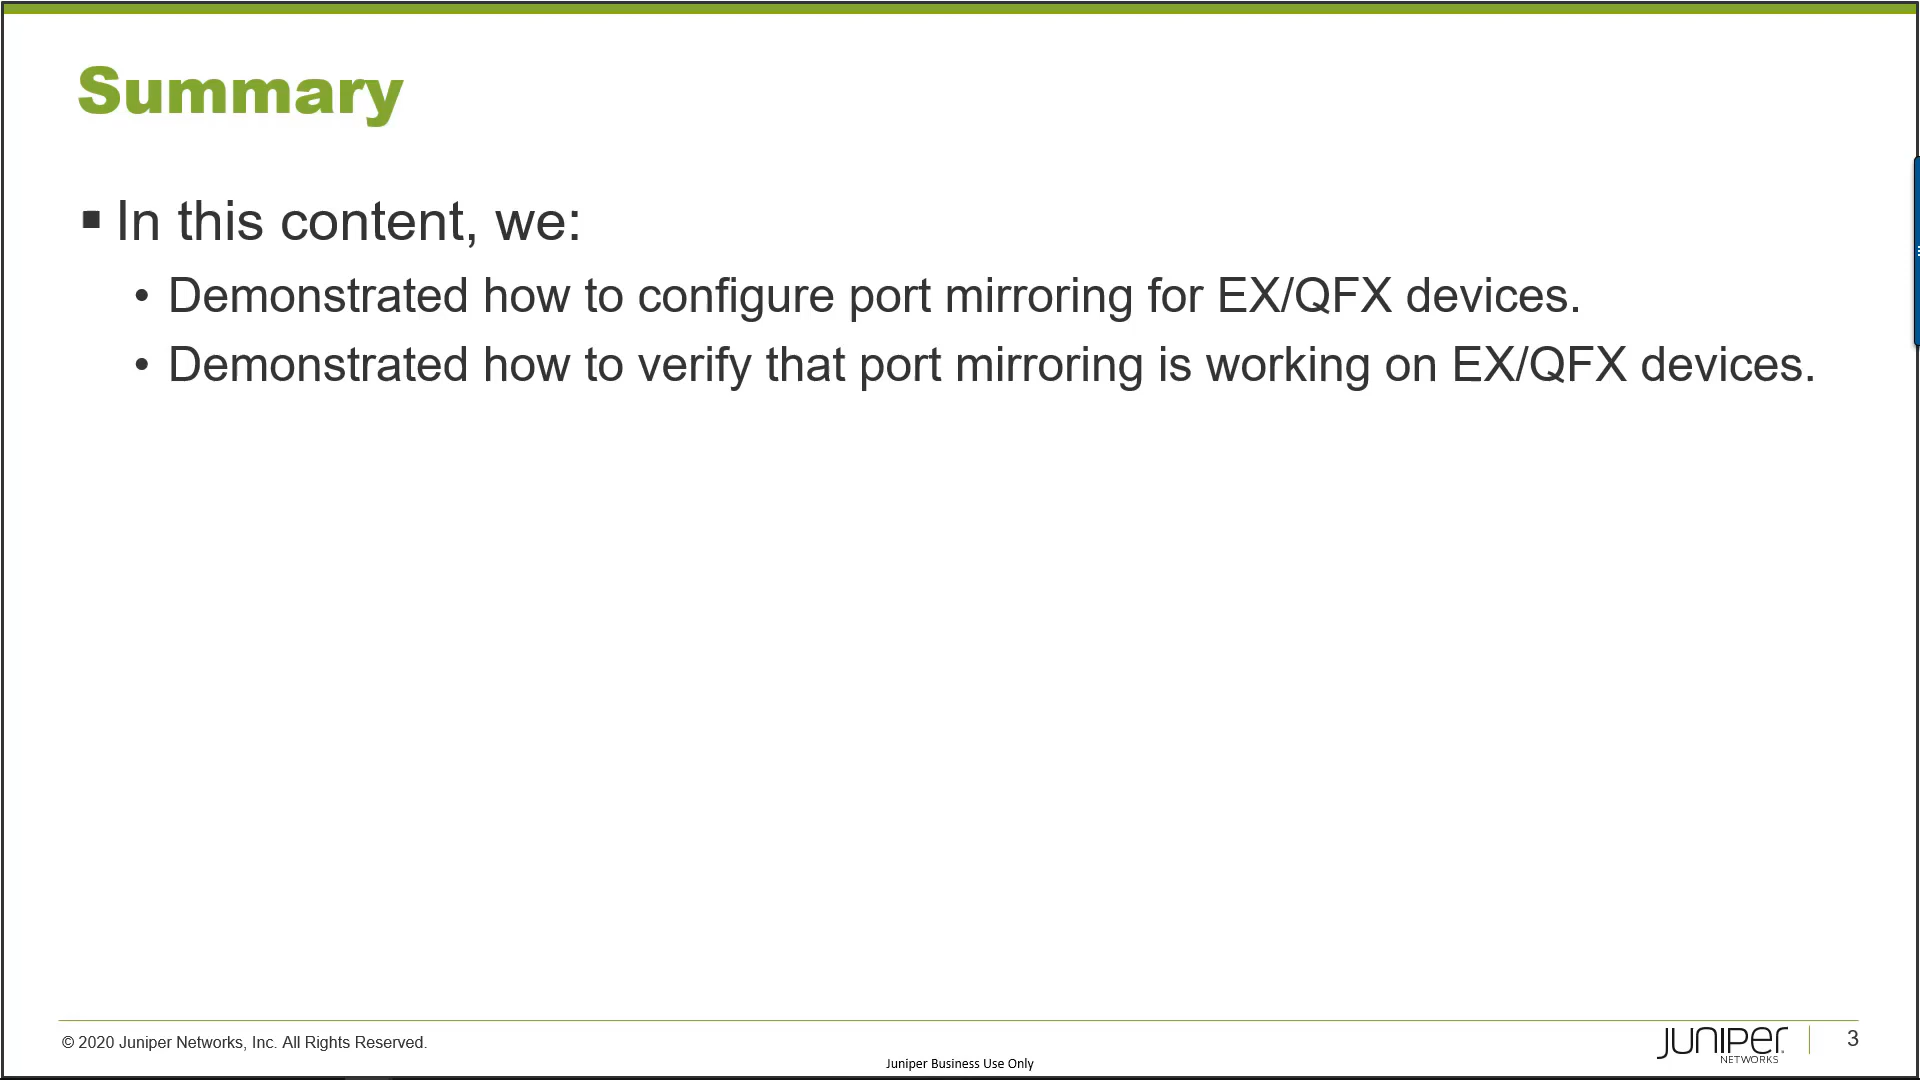 Summary
▪ In this content, we:
• Demonstrated how to configure port mirroring for EX/QFX devices.
• Demonstrated how to verify that port mirroring is working on EX/QFX devices.
© 2020 Juniper Networks, Inc. All Rights Reserved.
JUNIPER
NETWORKS
3
Juniper Business Use Only